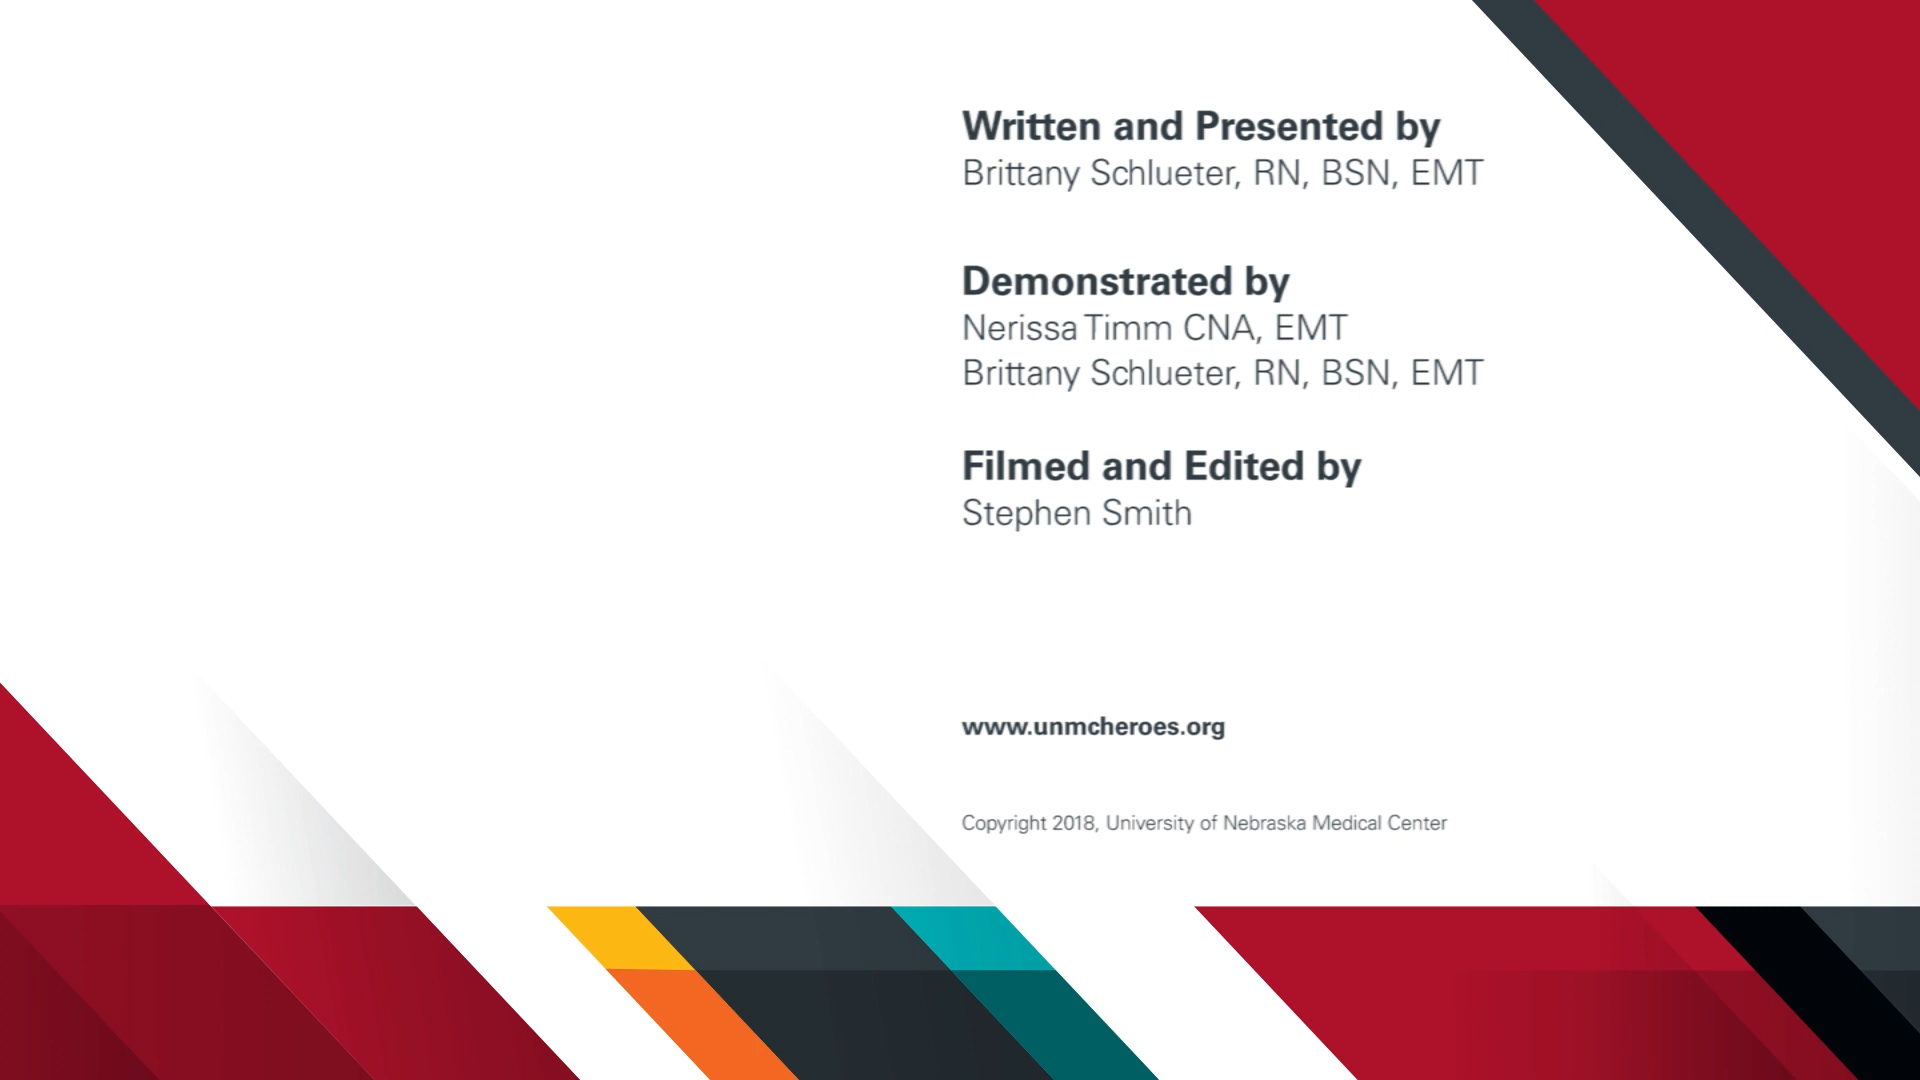 Written and Presented by
Brittany Schlueter, RN, BSN, EMT
Demonstrated by
Nerissa Timm CNA, EMT
Brittany Schlueter, RN, BSN, EMT
Filmed and Edited by
Stephen Smith
www.unmcheroes.org
Copyright 2018, University of Nebraska Medical Center